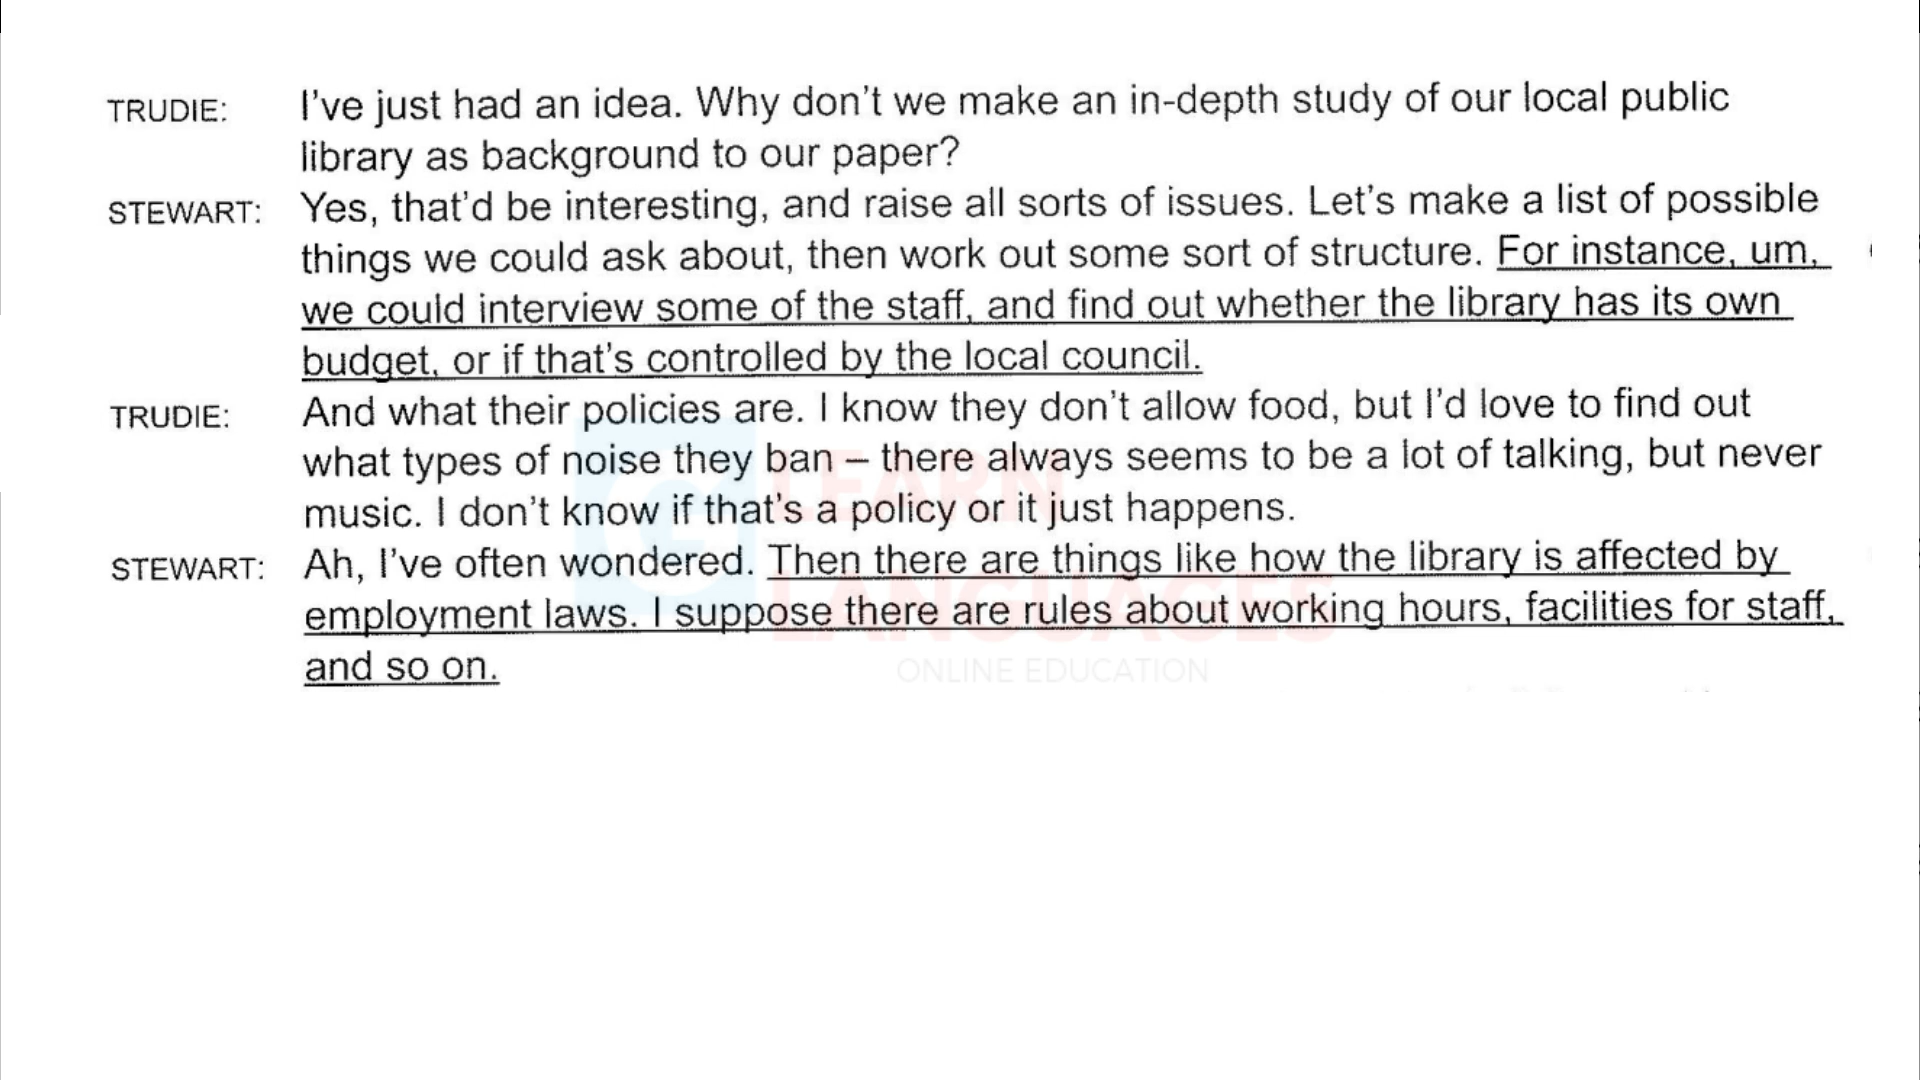 TRUDIE: I've just had an idea. Why don't we make an in-depth study of our local public
library as background to our paper?
STEWART: Yes, that'd be interesting, and raise all sorts of issues. Let's make a list of possible
things we could ask about, then work out some sort of structure. For instance, um,
we could interview some of the staff, and find out whether the library has its own
budget, or if that's controlled by the local council.
TRUDIE: And what their policies are. I know they don't allow food, but I'd love to find out
what types of noise they ban – there always seems to be a lot of talking, but never
music. I don't know if that's a policy or it just happens.
STEWART: Ah, I've often wondered. Then there are things like how the library is affected by
employment laws. I suppose there are rules about working hours, facilities for staff,
and so on.
LEARN
LANGUAGES
ONLINE EDUCATION